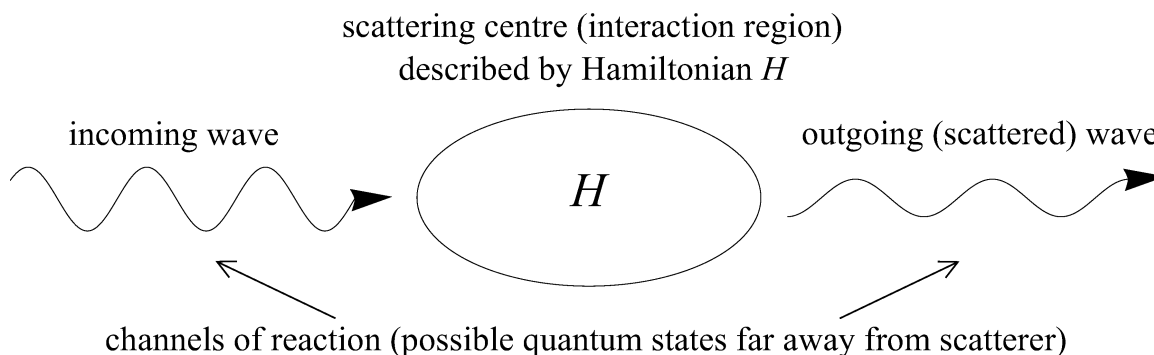 scattering centre (interaction region)
described by Hamiltonian H
incoming wave
outgoing (scattered) wave
H
channels of reaction (possible quantum states far away from scatterer)